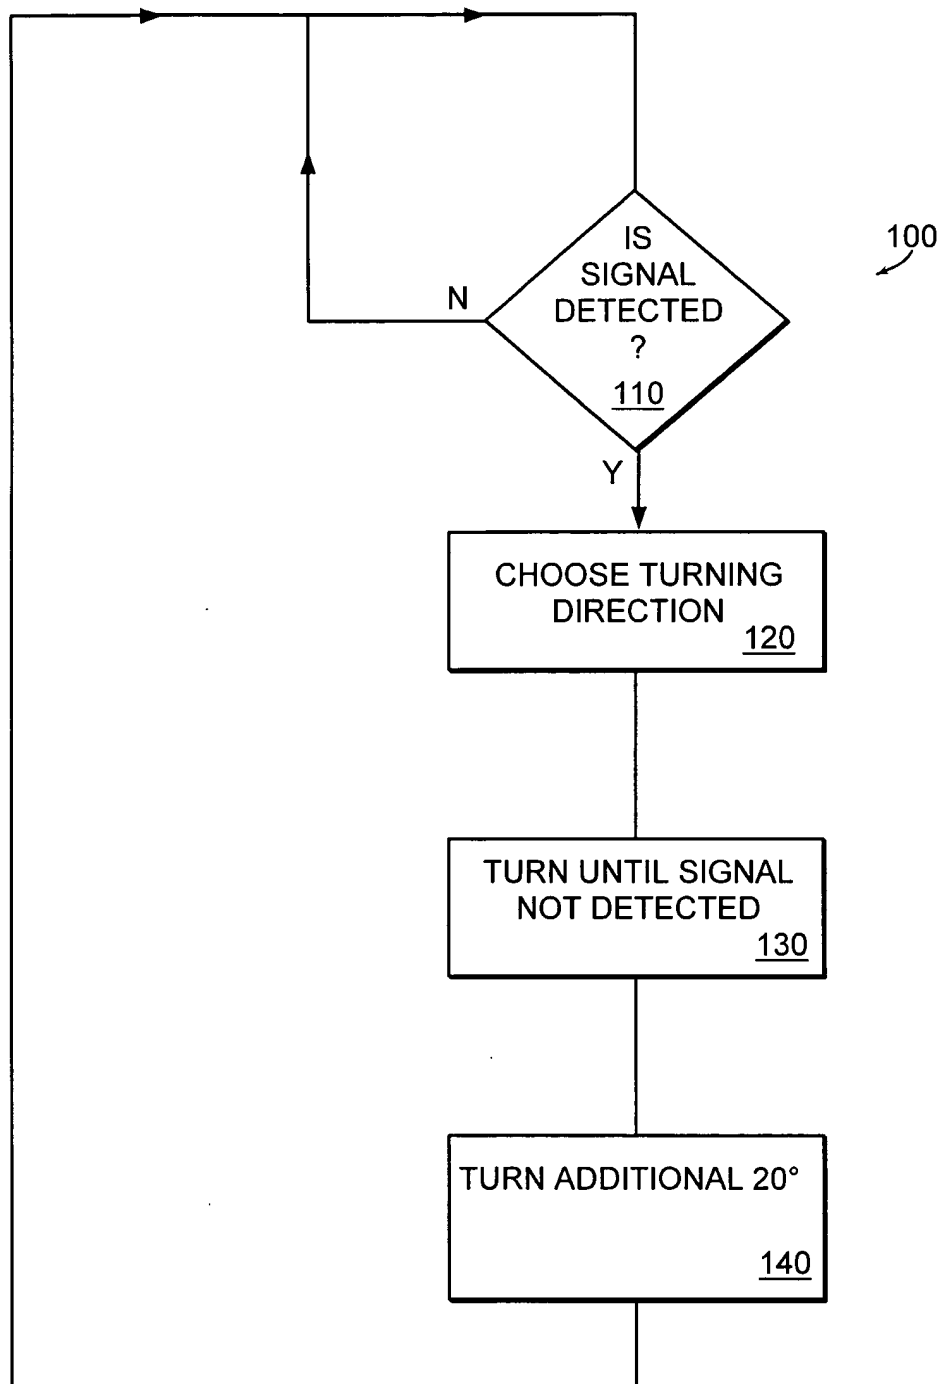 100
IS
SIGNAL
DETECTED
?
110
N
Y
CHOOSE TURNING
DIRECTION
120
TURN UNTIL SIGNAL
NOT DETECTED
130
TURN ADDITIONAL 20°
140